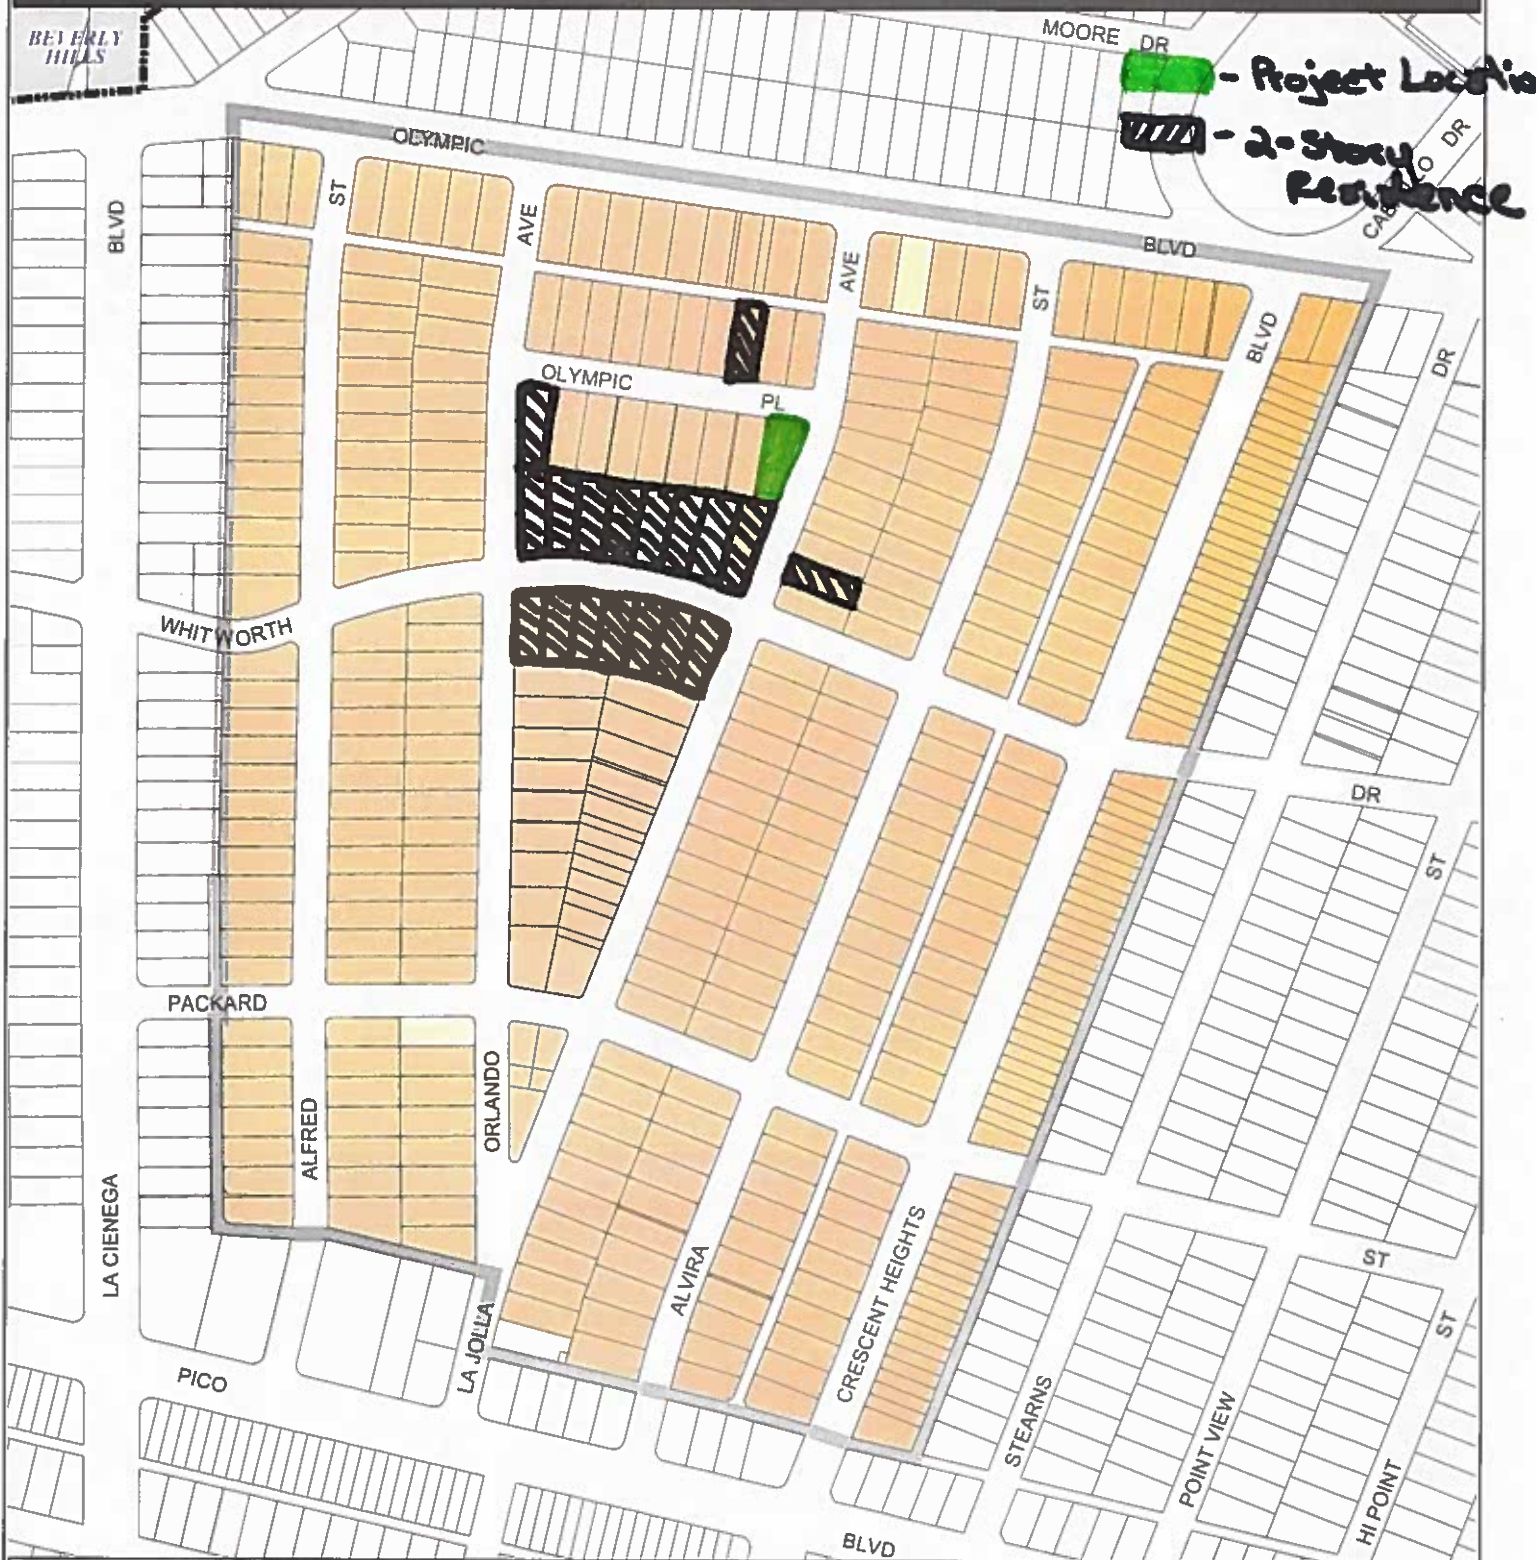 BEVERLY
HILLS
MOORE DR
- Project Locatio
- 2-Story
Residence
DR
CAB O
OLYMPIC
BLVD
BLVD
ST
AVE
AVE
ST
BLVD
DR
OLYMPIC
PL
WHITWORTH
DR
ST
PACKARD
ORLANDO
ALFRED
LA CIENEGA
ALVIRA
CRESCENT HEIGHTS
ST
ST
LA JOLLA
PICO
STEARNS
POINT VIEW
HI POINT
BLVD